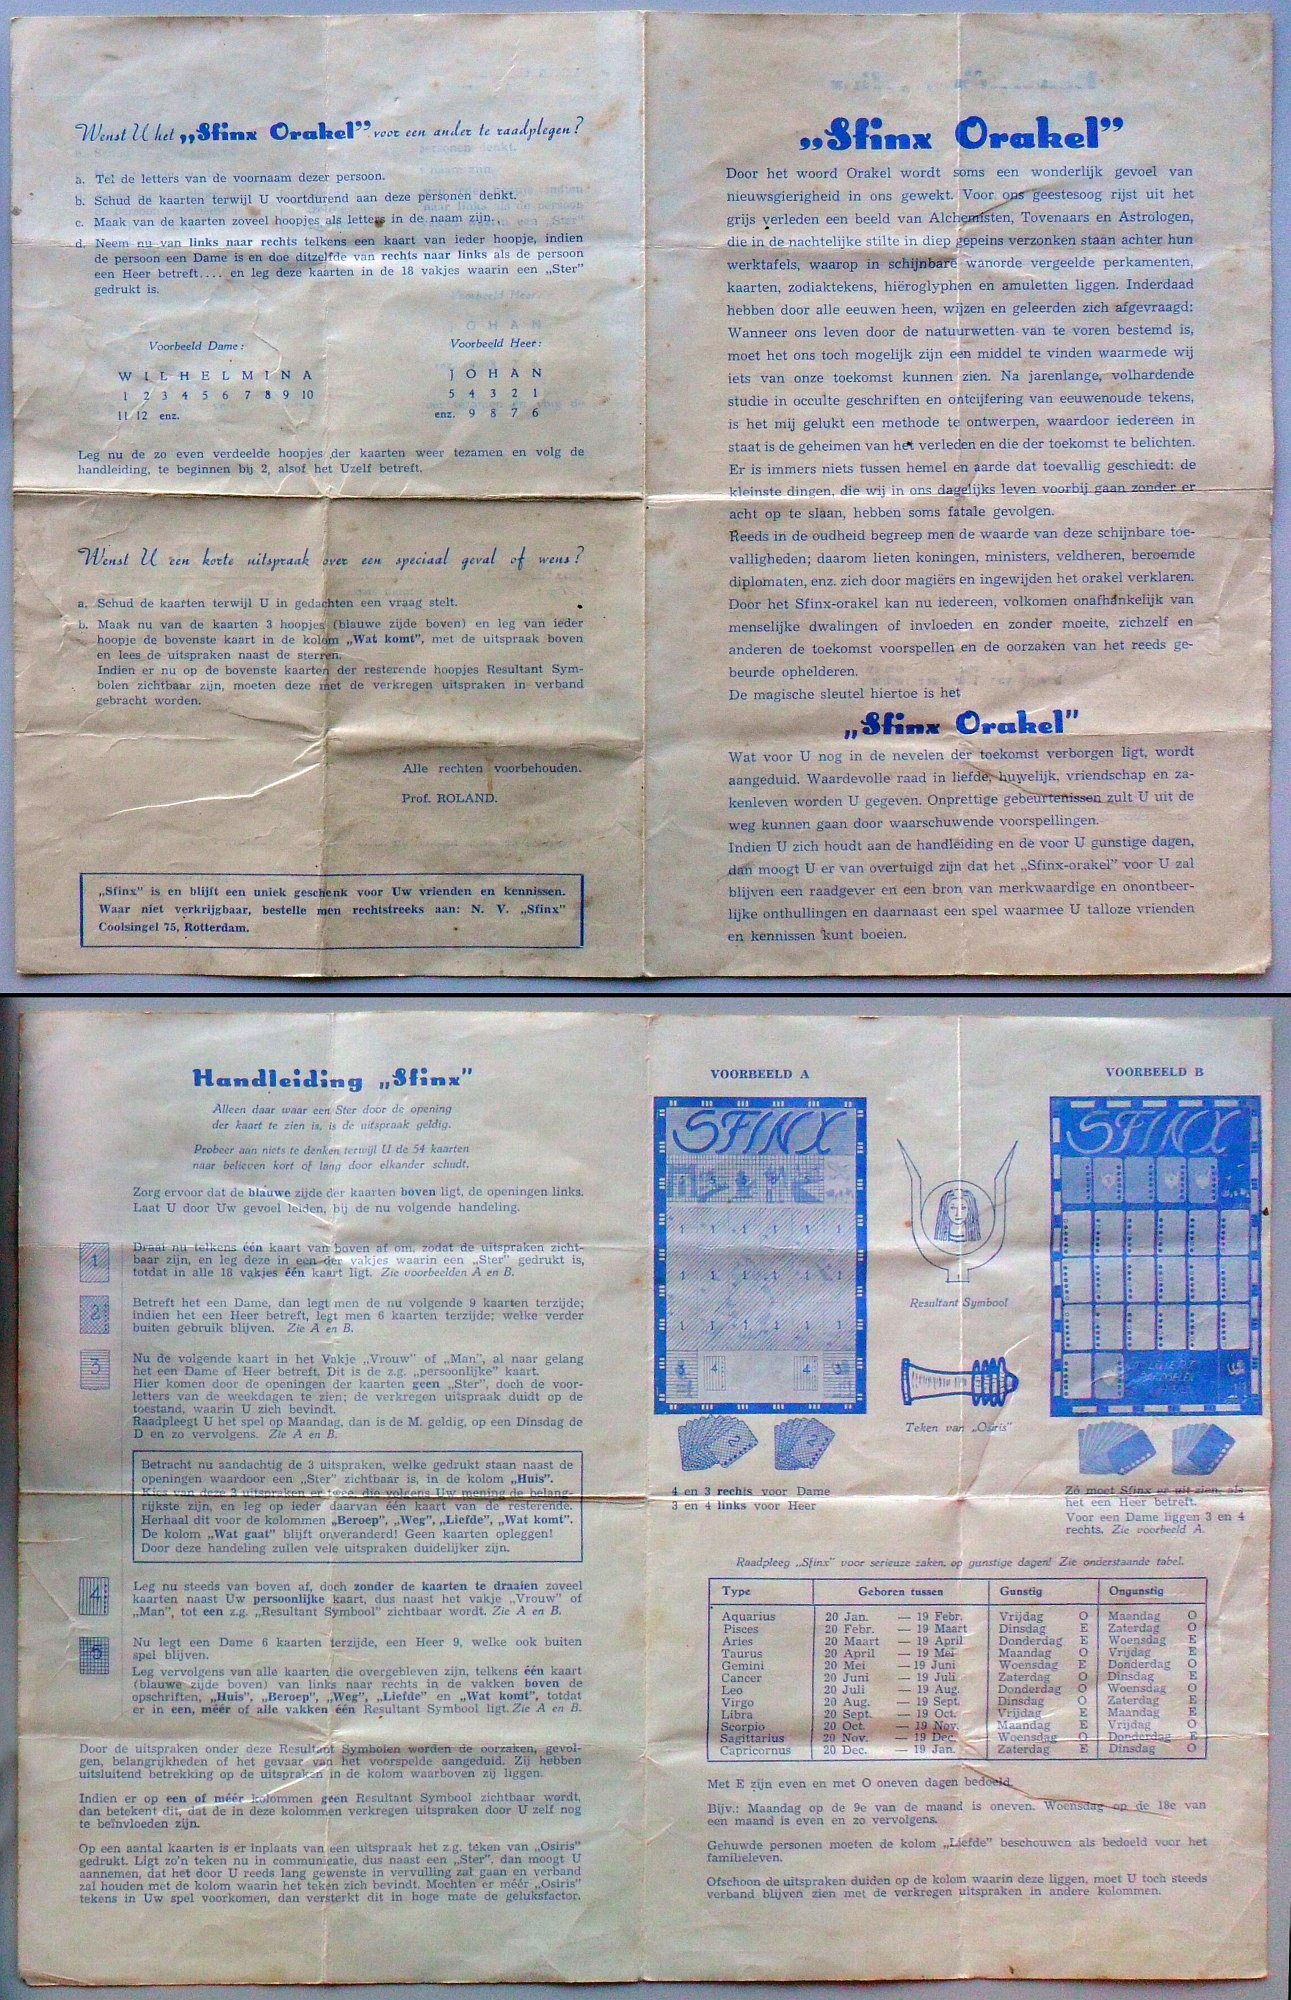 Wenst U het „Sfinx Orakel” voor een ander te raadplegen?
a. Tel de letters van de voornaam dezer persoon.
b. Schud de kaarten terwijl U voortdurend aan deze personen denkt.
c. Maak van de kaarten zoveel hoopjes als letters in de naam zijn.
d. Neem nu van links naar rechts telkens een kaart van ieder hoopje, indien
de persoon een Dame is en doe ditzelfde van rechts naar links als de persoon
een Heer betreft.... en leg deze kaarten in de 18 vakjes waarin een „Ster”
gedrukt is.
Voorbeeld Dame:
W I L H E L M I N A
1 2 3 4 5 6 7 8 9 10
11 12 enz.
Voorbeeld Heer:
J O H A N
5 4 3 2 1
enz. 9 8 7 6
Leg nu de zo even verdeelde hoopjes der kaarten weer tezamen en volg de
handleiding, te beginnen bij 2, alsof het Uzelf betreft.
Wenst U een korte uitspraak over een speciaal geval of wens?
a. Schud de kaarten terwijl U in gedachten een vraag stelt.
b. Maak nu van de kaarten 3 hoopjes (blauwe zijde boven) en leg van ieder
hoopje de bovenste kaart in de kolom „Wat komt”, met de uitspraak boven
en lees de uitspraken naast de sterren.
Indien er nu op de bovenste kaarten der resterende hoopjes Resultant Sym-
bolen zichtbaar zijn, moeten deze met de verkregen uitspraken in verband
gebracht worden.
Alle rechten voorbehouden.
Prof. ROLAND.
„Sfinx” is en blijft een uniek geschenk voor Uw vrienden en kennissen.
Waar niet verkrijgbaar, bestelle men rechtstreeks aan: N. V. „Sfinx”
Coolsingel 75, Rotterdam.
„Sfinx Orakel”
Door het woord Orakel wordt soms een wonderlijk gevoel van
nieuwsgierigheid in ons gewekt. Voor ons geestesoog rijst uit het
grijs verleden een beeld van Alchemisten, Tovenaars en Astrologen,
die in de nachtelijke stilte in diep gepeins verzonken staan achter hun
werktafels, waarop in schijnbare wanorde vergeelde perkamenten,
kaarten, zodiaktekens, hiëroglyphen en amuletten liggen. Inderdaad
hebben door alle eeuwen heen, wijzen en geleerden zich afgevraagd:
Wanneer ons leven door de natuurwetten van te voren bestemd is,
moet het ons toch mogelijk zijn een middel te vinden waarmede wij
iets van onze toekomst kunnen zien. Na jarenlange, volhardende
studie in occulte geschriften en ontcijfering van eeuwenoude tekens,
is het mij gelukt een methode te ontwerpen, waardoor iedereen in
staat is de geheimen van het verleden en die der toekomst te belichten.
Er is immers niets tussen hemel en aarde dat toevallig geschiedt: de
kleinste dingen, die wij in ons dagelijks leven voorbij gaan zonder er
acht op te slaan, hebben soms fatale gevolgen.
Reeds in de oudheid begreep men de waarde van deze schijnbare toe-
valligheden; daarom lieten koningen, ministers, veldheren, beroemde
diplomaten, enz. zich door magiërs en ingewijden het orakel verklaren.
Door het Sfinx-orakel kan nu iedereen, volkomen onafhankelijk van
menselijke dwalingen of invloeden en zonder moeite, zichzelf en
anderen de toekomst voorspellen en de oorzaken van het reeds ge-
beurde ophelderen.
De magische sleutel hiertoe is het
„Sfinx Orakel”
Wat voor U nog in de nevelen der toekomst verborgen ligt, wordt
aangeduid. Waardevolle raad in liefde, huwelijk, vriendschap en za-
kenleven worden U gegeven. Onprettige gebeurtenissen zult U uit de
weg kunnen gaan door waarschuwende voorspellingen.
Indien U zich houdt aan de handleiding en de voor U gunstige dagen,
dan moogt U er van overtuigd zijn dat het „Sfinx-orakel” voor U zal
blijven een raadgever en een bron van merkwaardige en onontbeer-
lijke onthullingen en daarnaast een spel waarmee U talloze vrienden
en kennissen kunt boeien.
Handleiding „Sfinx”
Alleen daar waar een Ster door de opening
der kaart te zien is, is de uitspraak geldig.
Probeer aan niets te denken terwijl U de 54 kaarten
naar believen kort of lang door elkander schudt.
Zorg ervoor dat de blauwe zijde der kaarten boven ligt, de openingen links.
Laat U door Uw gevoel leiden, bij de nu volgende handeling.
1
Draai nu telkens één kaart van boven af om, zodat de uitspraken zicht-
baar zijn, en leg deze in een der vakjes waarin een „Ster” gedrukt is,
totdat in alle 18 vakjes één kaart ligt. Zie voorbeelden A en B.
2
Betreft het een Dame, dan legt men de nu volgende 9 kaarten terzijde;
indien het een Heer betreft, legt men 6 kaarten terzijde; welke verder
buiten gebruik blijven. Zie A en B.
3
Nu de volgende kaart in het Vakje „Vrouw” of „Man”, al naar gelang
het een Dame of Heer betreft. Dit is de z.g. „persoonlijke” kaart.
Hier komen door de openingen der kaarten geen „Ster”, doch de voor-
letters van de weekdagen te zien; de verkregen uitspraak duidt op de
toestand, waarin U zich bevindt.
Raadpleegt U het spel op Maandag, dan is de M. geldig, op een Dinsdag de
D en zo vervolgens. Zie A en B.
Betracht nu aandachtig de 3 uitspraken, welke gedrukt staan naast de
openingen waardoor een „Ster” zichtbaar is, in de kolom „Huis”.
Kies van deze 3 uitspraken er twee, die volgens Uw mening de belang-
rijkste zijn, en leg op ieder daarvan één kaart van de resterende.
Herhaal dit voor de kolommen „Beroep”, „Weg”, „Liefde”, „Wat komt”.
De kolom „Wat gaat” blijft onveranderd! Geen kaarten opleggen!
Door deze handeling zullen vele uitspraken duidelijker zijn.
4
Leg nu steeds van boven af, doch zonder de kaarten te draaien zoveel
kaarten naast Uw persoonlijke kaart, dus naast het vakje „Vrouw” of
„Man”, tot een z.g. „Resultant Symbool” zichtbaar wordt. Zie A en B.
5
Nu legt een Dame 6 kaarten terzijde, een Heer 9, welke ook buiten
spel blijven.
Leg vervolgens van alle kaarten die overgebleven zijn, telkens één kaart
(blauwe zijde boven) van links naar rechts in de vakken boven de
opschriften, „Huis”, „Beroep”, „Weg”, „Liefde” en „Wat komt”, totdat
er in een, méér of alle vakken één Resultant Symbool ligt. Zie A en B.
Door de uitspraken onder deze Resultant Symbolen worden de oorzaken, gevol-
gen, belangrijkheden of het gevaar van het voorspelde aangeduid. Zij hebben
uitsluitend betrekking op de uitspraken in de kolom waarboven zij liggen.
Indien er op een of méér kolommen geen Resultant Symbool zichtbaar wordt,
dan betekent dit, dat de in deze kolommen verkregen uitspraken door U zelf nog
te beïnvloeden zijn.
Op een aantal kaarten is er inplaats van een uitspraak het z.g. teken van „Osiris”
gedrukt. Ligt zo'n teken nu in communicatie, dus naast een „Ster”, dan moogt U
aannemen, dat het door U reeds lang gewenste in vervulling zal gaan en verband
zal houden met de kolom waarin het teken zich bevindt. Mochten er méér „Osiris”
tekens in Uw spel voorkomen, dan versterkt dit in hoge mate de geluksfactor.
VOORBEELD A
SFINX
1 1 1 1 1 1
1 1 1 1 1 1
1 1 1 1 1 1
3 4 4 3
2 2
4 en 3 rechts voor Dame
3 en 4 links voor Heer
Resultant Symbool
Teken van „Osiris”
VOORBEELD B
SFINX
Zó moet Sfinx er uit zien, als
het een Heer betreft.
Voor een Dame liggen 3 en 4
rechts. Zie voorbeeld A.
Raadpleeg „Sfinx” voor serieuze zaken, op gunstige dagen! Zie onderstaande tabel.
Type Geboren tussen Gunstig Ongunstig
Aquarius 20 Jan. — 19 Febr. Vrijdag O Maandag O
Pisces 20 Febr. — 19 Maart Dinsdag E Zaterdag O
Aries 20 Maart — 19 April Donderdag E Woensdag E
Taurus 20 April — 19 Mei Maandag O Vrijdag E
Gemini 20 Mei — 19 Juni Woensdag E Donderdag O
Cancer 20 Juni — 19 Juli Zaterdag O Dinsdag E
Leo 20 Juli — 19 Aug. Donderdag O Woensdag O
Virgo 20 Aug. — 19 Sept. Dinsdag O Zaterdag E
Libra 20 Sept. — 19 Oct. Vrijdag E Maandag E
Scorpio 20 Oct. — 19 Nov. Maandag E Vrijdag O
Sagittarius 20 Nov. — 19 Dec. Woensdag O Donderdag E
Capricornus 20 Dec. — 19 Jan. Zaterdag E Dinsdag O
Met E zijn even en met O oneven dagen bedoeld.
Bijv.: Maandag op de 9e van de maand is oneven. Woensdag op de 18e van
een maand is even en zo vervolgens.
Gehuwde personen moeten de kolom „Liefde” beschouwen als bedoeld voor het
familieleven.
Ofschoon de uitspraken duiden op de kolom waarin deze liggen, moet U toch steeds
verband blijven zien met de verkregen uitspraken in andere kolommen.